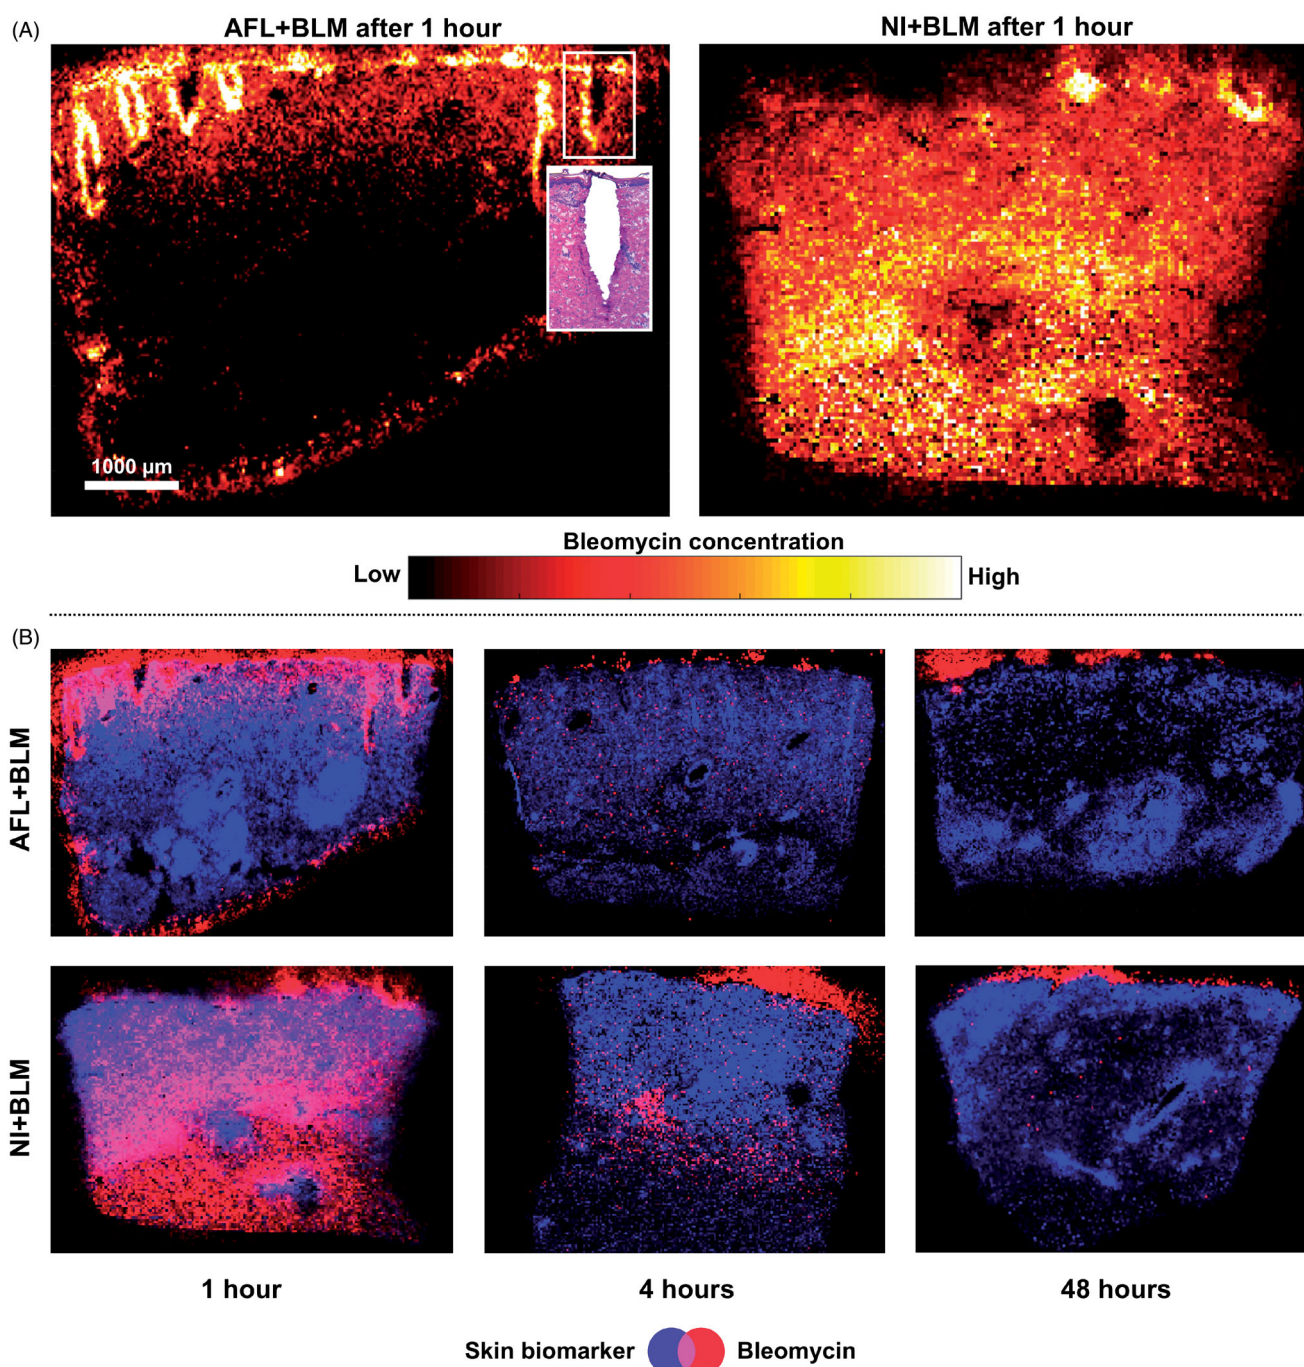 (A)
AFL+BLM after 1 hour
NI+BLM after 1 hour
1000 µm
Bleomycin concentration
Low
High
(B)
AFL+BLM
NI+BLM
1 hour
4 hours
48 hours
Skin biomarker
Bleomycin